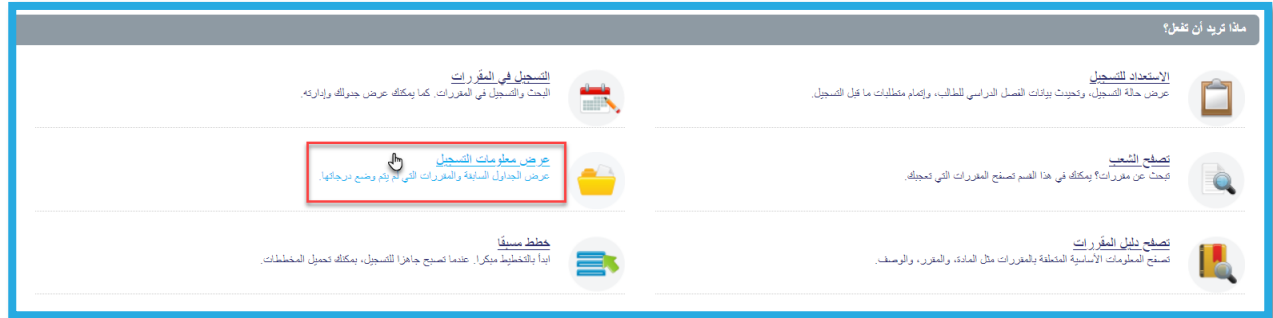 ماذا تريد أن تفعل؟
الاستعداد للتسجيل
عرض حالة التسجيل، وتحيدث بيانات الفصل الدراسي للطالب، وإتمام متطلبات ما قبل التسجيل.
التسجيل في المقررات
البحث والتسجيل في المقررات. كما يمكنك عرض جدولك وإدارته.
تصفح الشعب
تبحث عن مقررات؟ يمكنك في هذا القسم تصفح المقررات التي تعجبك.
عرض معلومات التسجيل
عرض الجداول السابقة والمقررات التي لم يتم وضع درجاتها.
تصفح دليل المقررات
تصفح المعلومات الأساسية المتعلقة بالمقررات مثل المادة، والمقرر، والوصف.
خطط مسبقًا
ابدأ بالتخطيط مبكرا. عندما تصبح جاهزا للتسجيل، يمكنك تحميل المخططات.